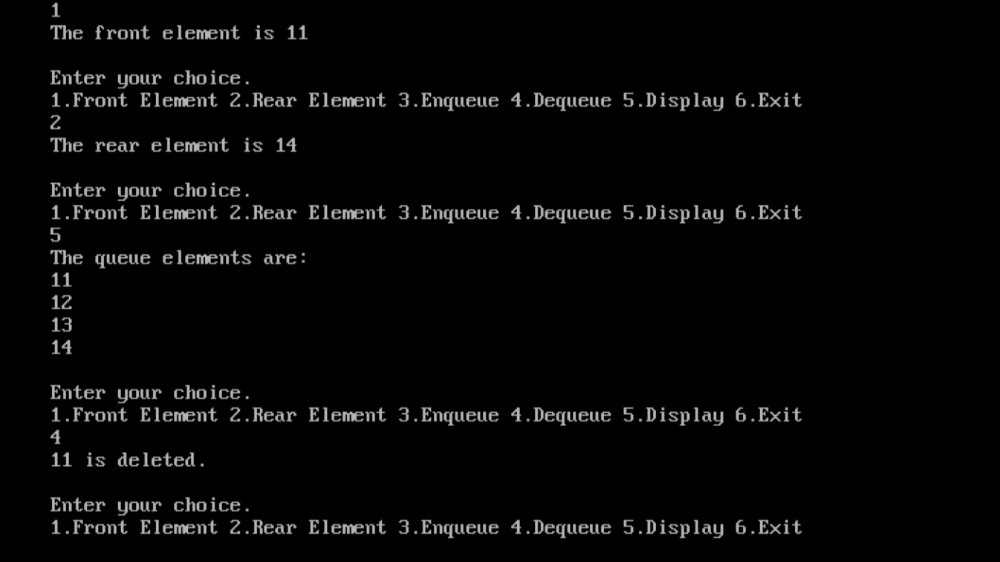 1
The front element is 11
Enter your choice.
1.Front Element 2.Rear Element 3.Enqueue 4.Dequeue 5.Display 6.Exit
2
The rear element is 14
Enter your choice.
1.Front Element 2.Rear Element 3.Enqueue 4.Dequeue 5.Display 6.Exit
5
The queue elements are:
11
12
13
14
Enter your choice.
1.Front Element 2.Rear Element 3.Enqueue 4.Dequeue 5.Display 6.Exit
4
11 is deleted.
Enter your choice.
1.Front Element 2.Rear Element 3.Enqueue 4.Dequeue 5.Display 6.Exit